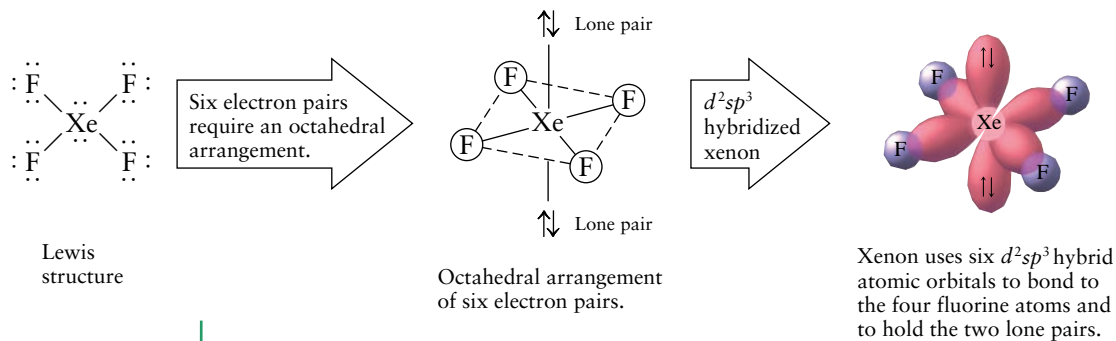 :F: :F:
Xe
:F: :F:
Lewis
structure
Six electron pairs
require an octahedral
arrangement.
↑↓ Lone pair
F
F
Xe
F
F
↑↓ Lone pair
Octahedral arrangement
of six electron pairs.
d²sp³
hybridized
xenon
↑↓
F
F
Xe
F
F
↑↓
Xenon uses six d²sp³ hybrid
atomic orbitals to bond to
the four fluorine atoms and
to hold the two lone pairs.